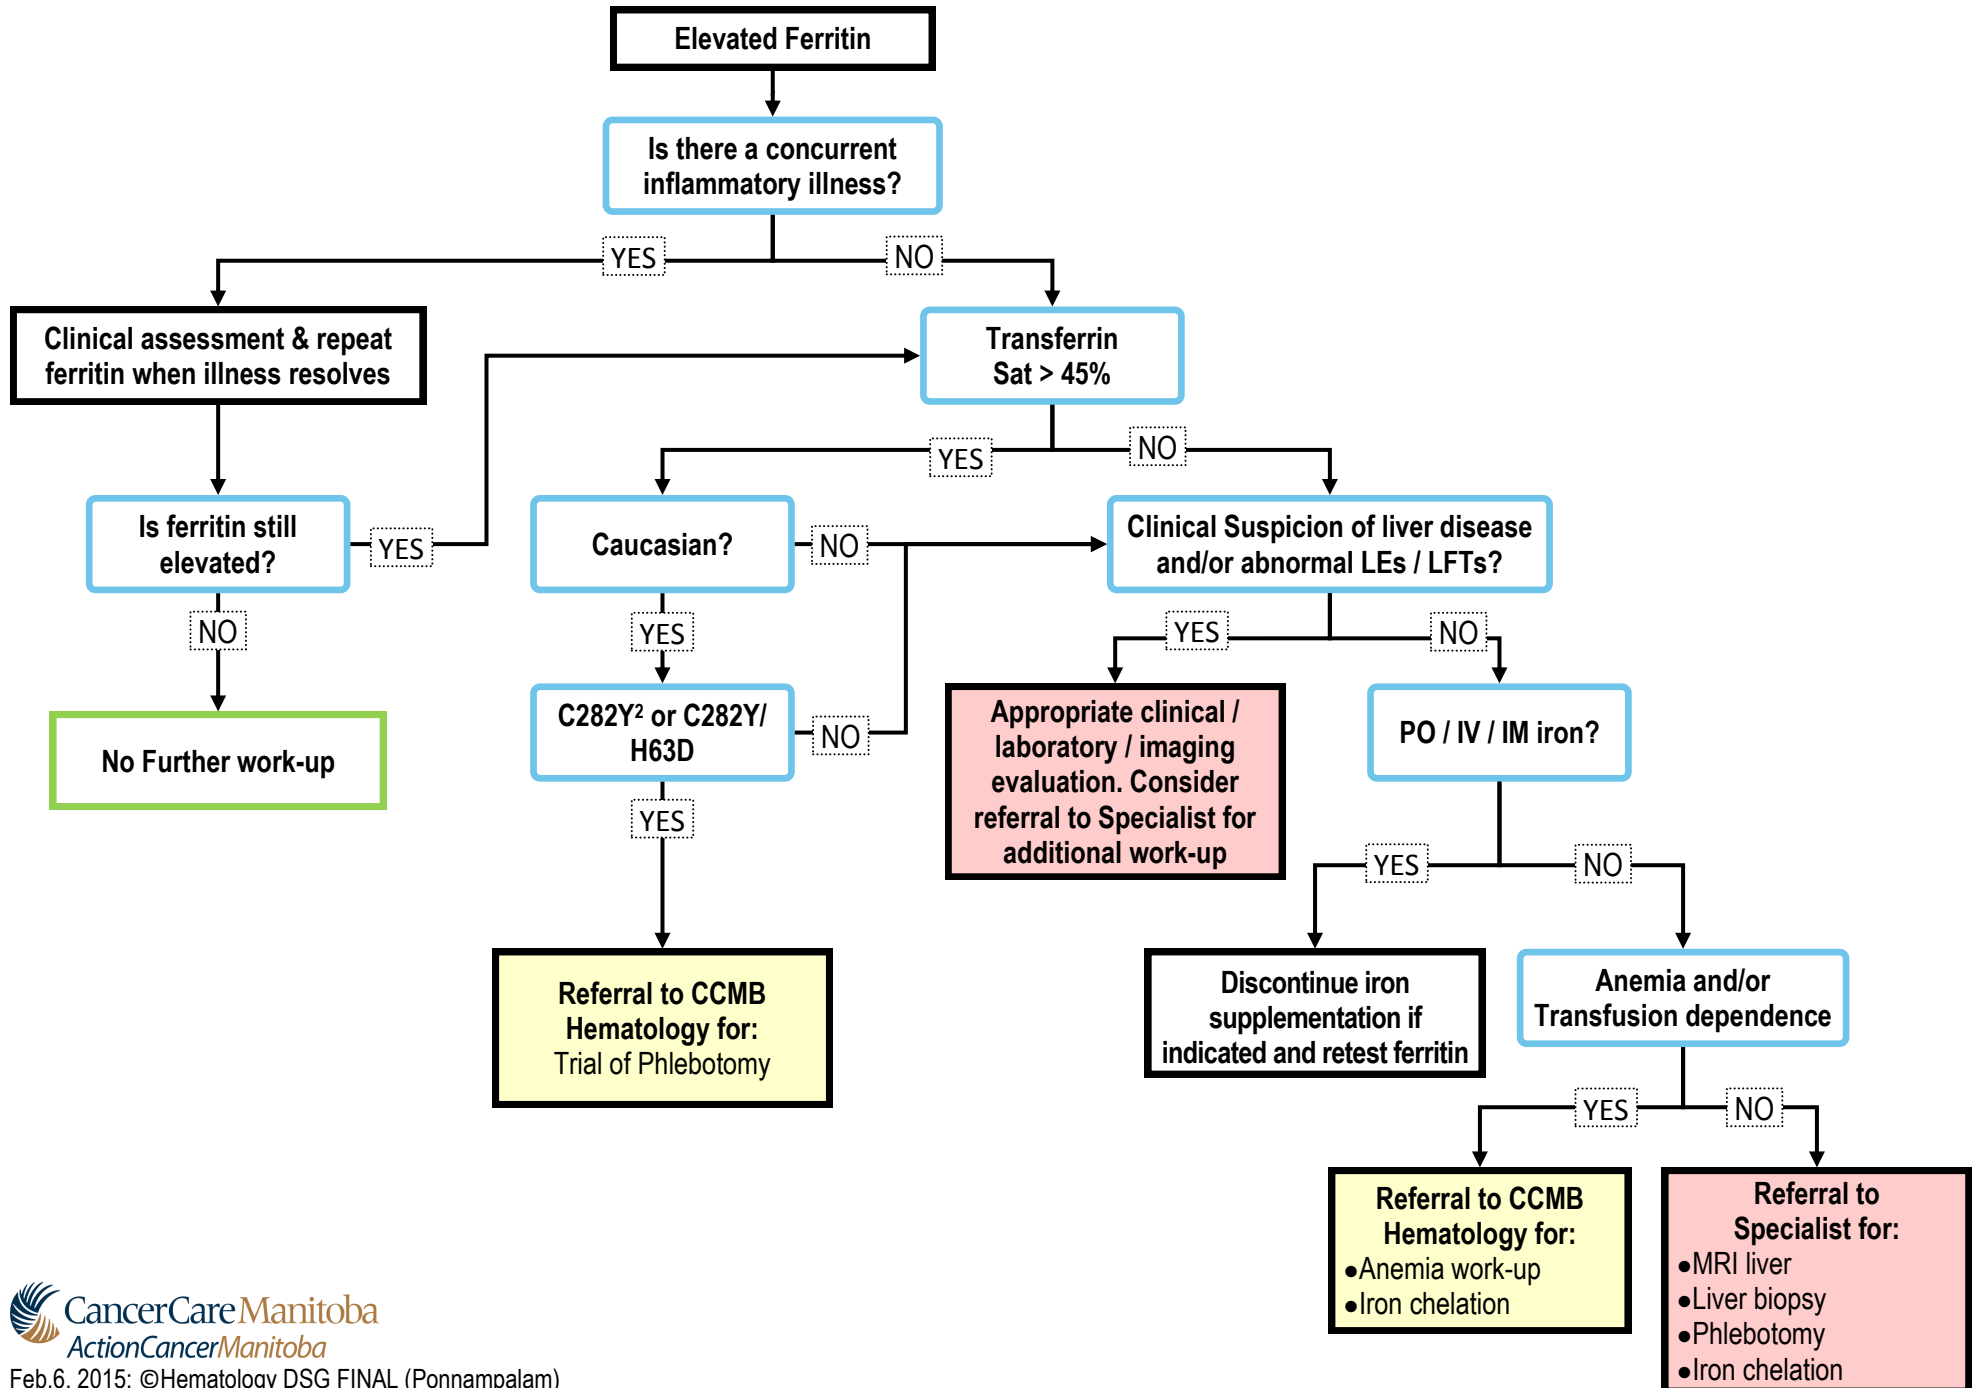 Elevated Ferritin
Is there a concurrent
inflammatory illness?
YES
NO
Clinical assessment & repeat
ferritin when illness resolves
Transferrin
Sat > 45%
YES
NO
Is ferritin still
elevated?
YES
Caucasian?
NO
Clinical Suspicion of liver disease
and/or abnormal LEs / LFTs?
NO
YES
YES
NO
No Further work-up
C282Y² or C282Y/
H63D
NO
Appropriate clinical /
laboratory / imaging
evaluation. Consider
referral to Specialist for
additional work-up
PO / IV / IM iron?
YES
YES
NO
Referral to CCMB
Hematology for:
Trial of Phlebotomy
Discontinue iron
supplementation if
indicated and retest ferritin
Anemia and/or
Transfusion dependence
YES
NO
Referral to CCMB
Hematology for:
●Anemia work-up
●Iron chelation
Referral to
Specialist for:
●MRI liver
●Liver biopsy
●Phlebotomy
●Iron chelation
CancerCare Manitoba
ActionCancerManitoba
Feb.6, 2015: ©Hematology DSG FINAL (Ponnampalam)